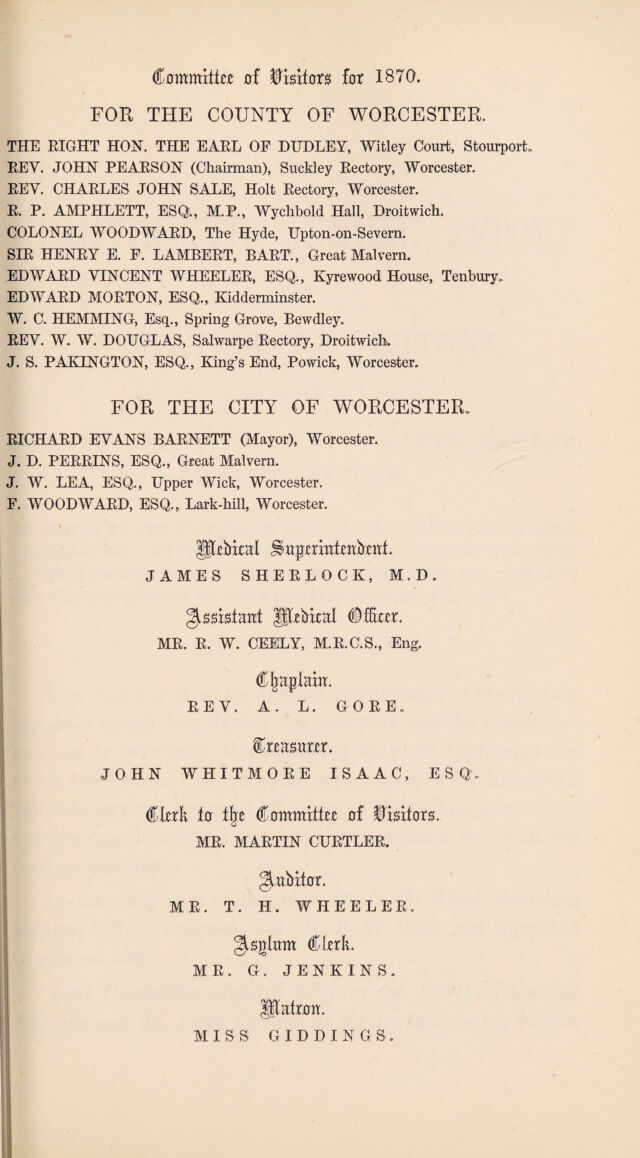 Committee of Visitors for 1870.
FOR THE COUNTY OF WORCESTER.
THE RIGHT HON. THE EARL OF DUDLEY, Witley Court, Stourport.
REV. JOHN PEARSON (Chairman), Suckley Rectory, Worcester.
REV. CHARLES JOHN SALE, Holt Rectory, Worcester.
R. P. AMPHLETT, ESQ., M.P., Wychbold Hall, Droitwich.
COLONEL WOODWARD, The Hyde, Upton-on-Severn.
SIR HENRY E. F. LAMBERT, BART., Great Malvern.
EDWARD VINCENT WHEELER, ESQ., Kyrewood House, Tenbury.
EDWARD MORTON, ESQ., Kidderminster.
W. C. HEMMING, Esq., Spring Grove, Bewdley.
REV. W. W. DOUGLAS, Salwarpe Rectory, Droitwich.
J. S. PAKINGTON, ESQ., King's End, Powick, Worcester.
FOR THE CITY OF WORCESTER.
RICHARD EVANS BARNETT (Mayor), Worcester.
J. D. PERRINS, ESQ., Great Malvern.
J. W. LEA, ESQ., Upper Wick, Worcester.
F. WOODWARD, ESQ., Lark-hill, Worcester.
Medical Superintendent.
JAMES SHERLOCK, M.D.
Assistant Medical Officer.
MR. R. W. CEELY, M.R.C.S., Eng.
Chaplain.
REV. A. L. GORE.
Treasurer.
JOHN WHITMORE ISAAC, ESQ.
Clerk to the Committee of Visitors.
MR. MARTIN CURTLER.
Auditor.
MR. T. H. WHEELER.
Asylum Clerk.
MR. G. JENKINS.
Matron.
MISS GIDDINGS.